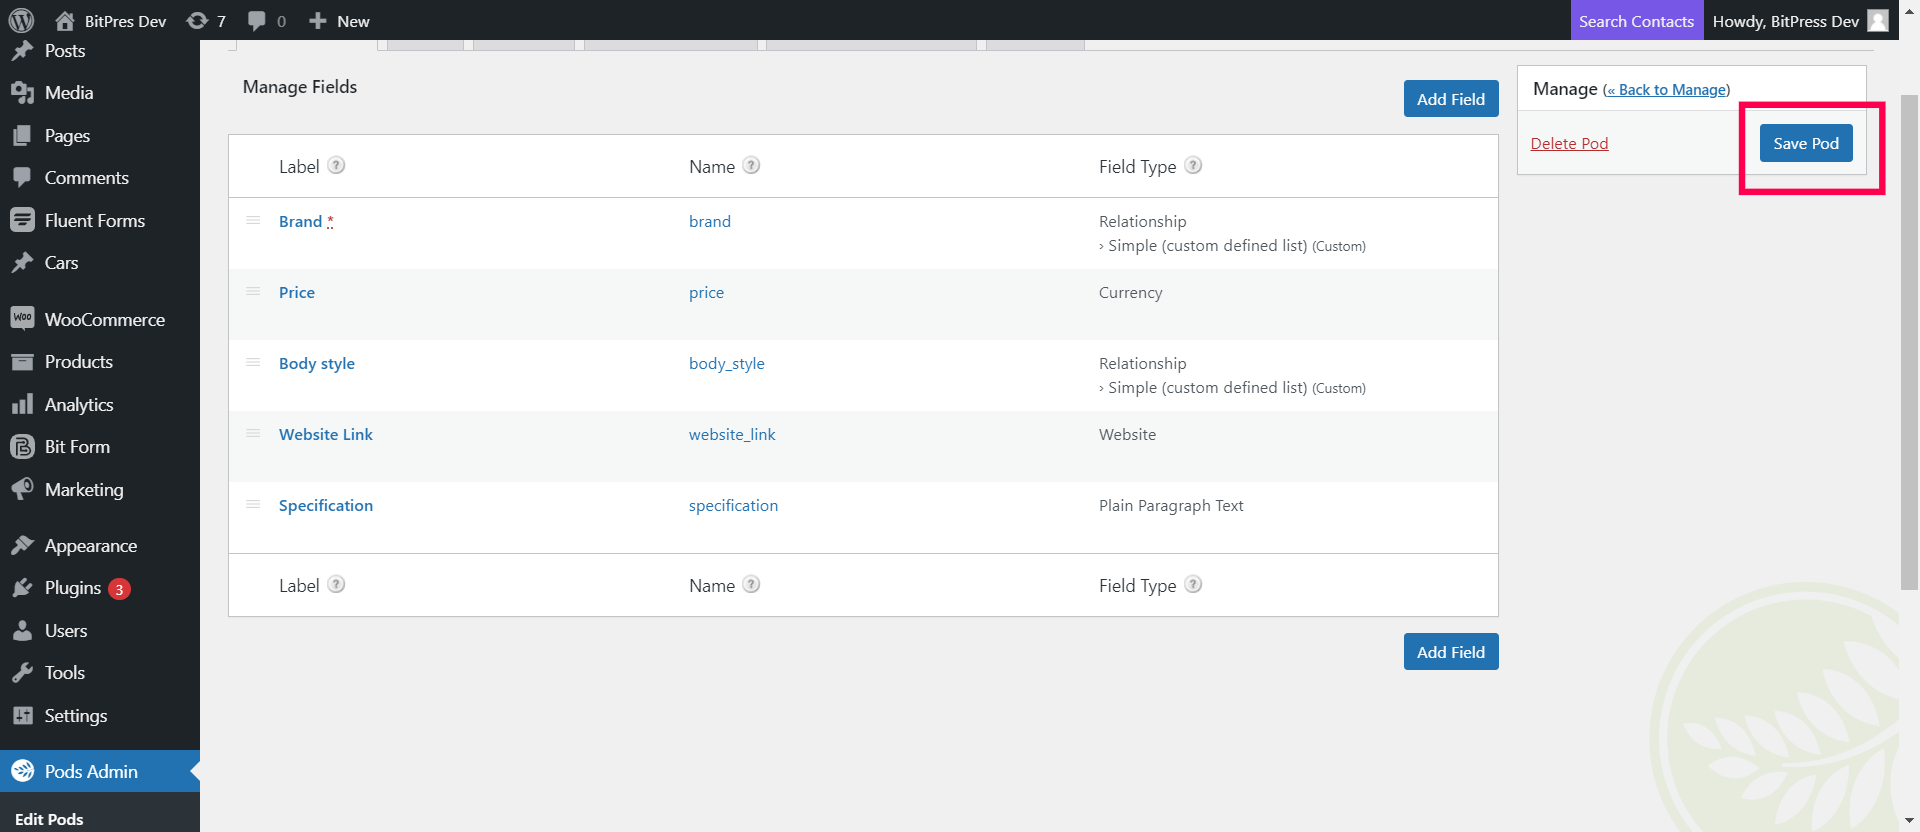 BitPres Dev
7
0
New
Search Contacts
Howdy, BitPress Dev
Posts
Media
Pages
Comments
Fluent Forms
Cars
WooCommerce
Products
Analytics
Bit Form
Marketing
Appearance
Plugins 3
Users
Tools
Settings
Pods Admin
Edit Pods
Manage Fields
Add Field
Label ? Name ? Field Type ?
Brand * brand Relationship
› Simple (custom defined list) (Custom)
Price price Currency
Body style body_style Relationship
› Simple (custom defined list) (Custom)
Website Link website_link Website
Specification specification Plain Paragraph Text
Label ? Name ? Field Type ?
Add Field
Manage (« Back to Manage)
Delete Pod
Save Pod